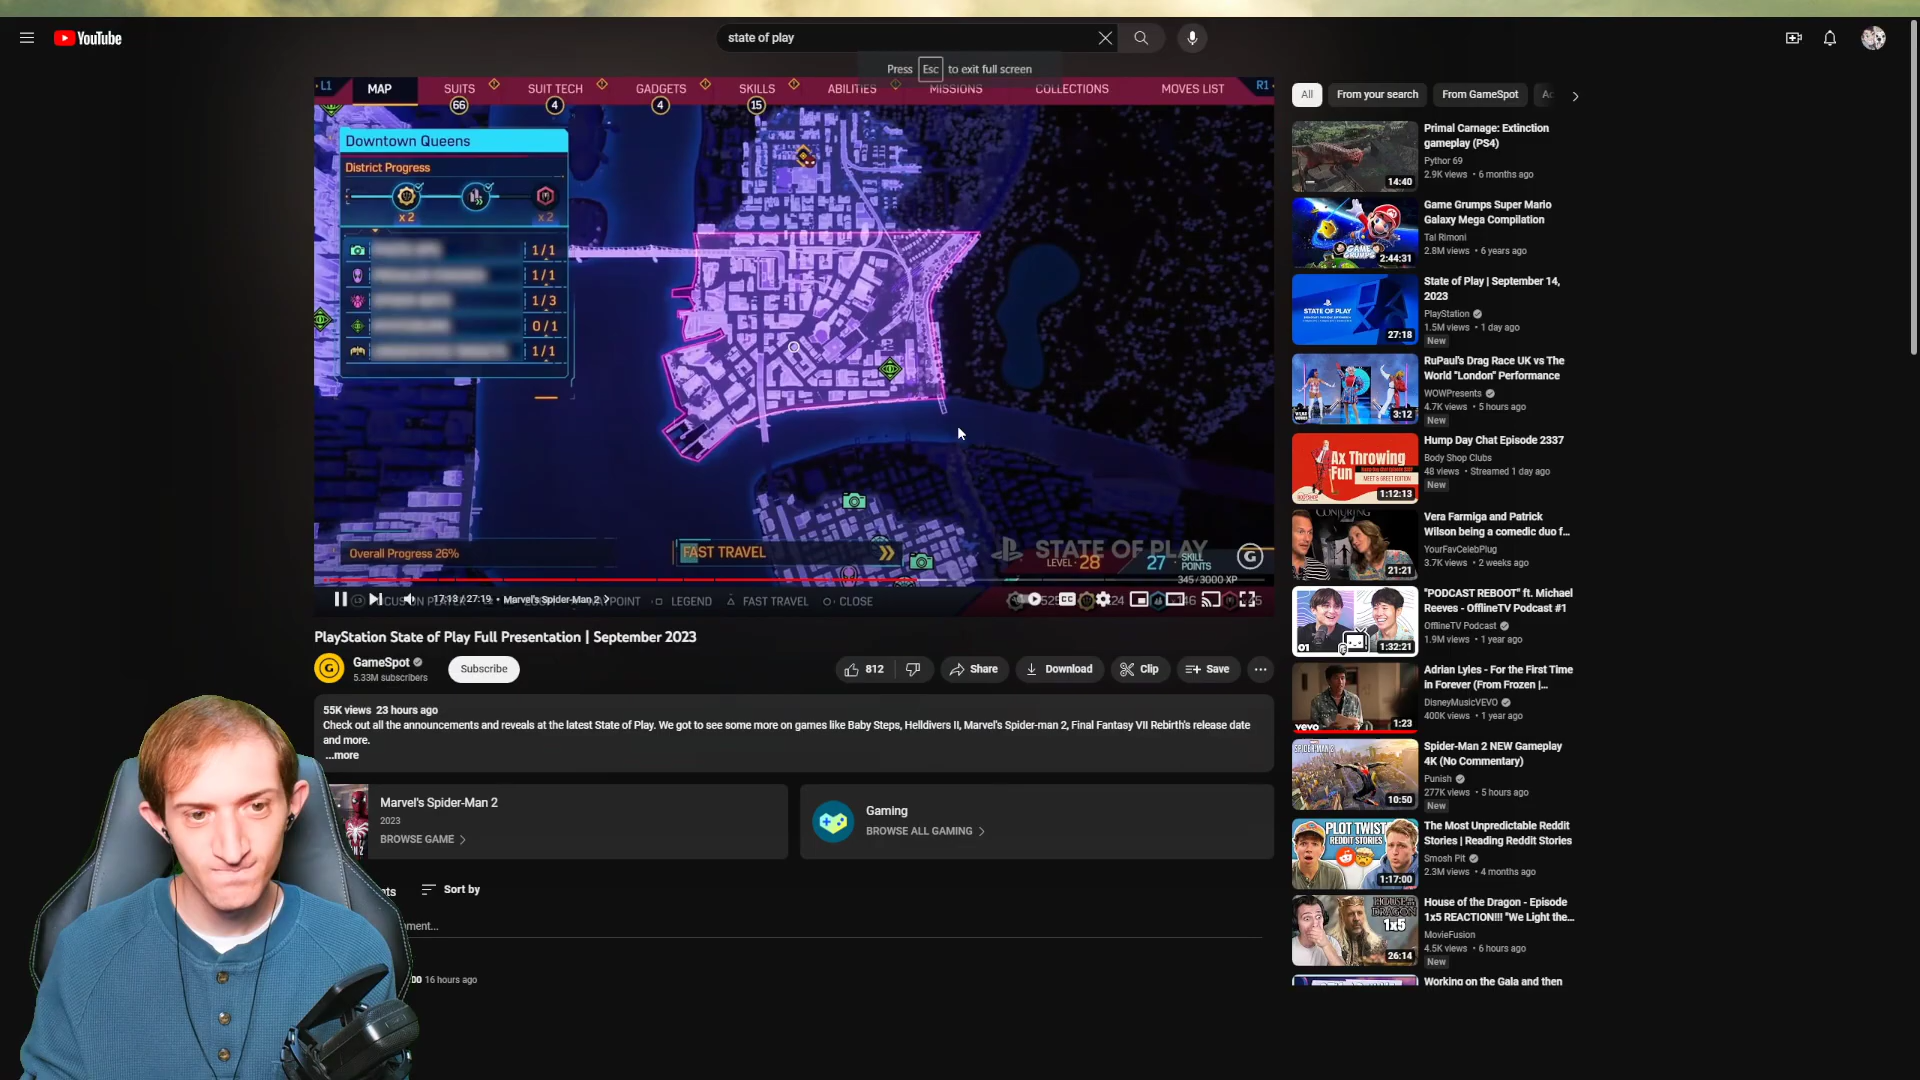 YouTube
state of play
Press Esc to exit full screen
L1
MAP
SUITS
SUIT TECH
GADGETS
SKILLS
ABILITIES
MISSIONS
COLLECTIONS
MOVES LIST
R1
66
4
4
15
Downtown Queens
District Progress
x2
x2
1/1
1/1
1/3
0/1
1/1
Overall Progress 26%
FAST TRAVEL
STATE OF PLAY
LEVEL 28
27 SKILL POINTS
345/3000 XP
17:13 / 27:19 • Marvel's Spider-Man 2
LEGEND
FAST TRAVEL
CLOSE
PlayStation State of Play Full Presentation | September 2023
GameSpot
5.33M subscribers
Subscribe
812
Share
Download
Clip
Save
55K views 23 hours ago
Check out all the announcements and reveals at the latest State of Play. We got to see some more on games like Baby Steps, Helldivers II, Marvel's Spider-man 2, Final Fantasy VII Rebirth's release date
and more.
...more
Marvel's Spider-Man 2
2023
BROWSE GAME
Gaming
BROWSE ALL GAMING
Sort by
16 hours ago
All
From your search
From GameSpot
Primal Carnage: Extinction
gameplay (PS4)
Python 69
2.9K views • 6 months ago
14:40
Game Grumps Super Mario
Galaxy Mega Compilation
Tai Rimoni
2.8M views • 6 years ago
2:44:31
State of Play | September 14,
2023
PlayStation
1.5M views • 1 day ago
New
STATE OF PLAY
27:18
RuPaul's Drag Race UK vs The
World "London" Performance
WOWPresents
4.7K views • 5 hours ago
New
3:12
Hump Day Chat Episode 2337
Body Shop Clubs
48 views • Streamed 1 day ago
New
Ax Throwing
Fun
MEET & GREET EDITION
1:12:13
Vera Farmiga and Patrick
Wilson being a comedic duo f...
YourFavCelebPlug
3.7K views • 2 weeks ago
CONJURING
21:21
"PODCAST REBOOT" ft. Michael
Reeves - OfflineTV Podcast #1
OfflineTV Podcast
1.9M views • 1 year ago
01
1:32:21
Adrian Lyles - For the First Time
in Forever (From Frozen |...
DisneyMusicVEVO
400K views • 1 year ago
vevo
1:23
Spider-Man 2 NEW Gameplay
4K (No Commentary)
Punish
277K views • 5 hours ago
New
10:50
The Most Unpredictable Reddit
Stories | Reading Reddit Stories
Smosh Pit
2.3M views • 4 months ago
PLOT TWIST
REDDIT STORIES
1:17:00
House of the Dragon - Episode
1x5 REACTION!!! "We Light the...
MovieFusion
4.5K views • 6 hours ago
New
1x5
26:14
Working on the Gala and then